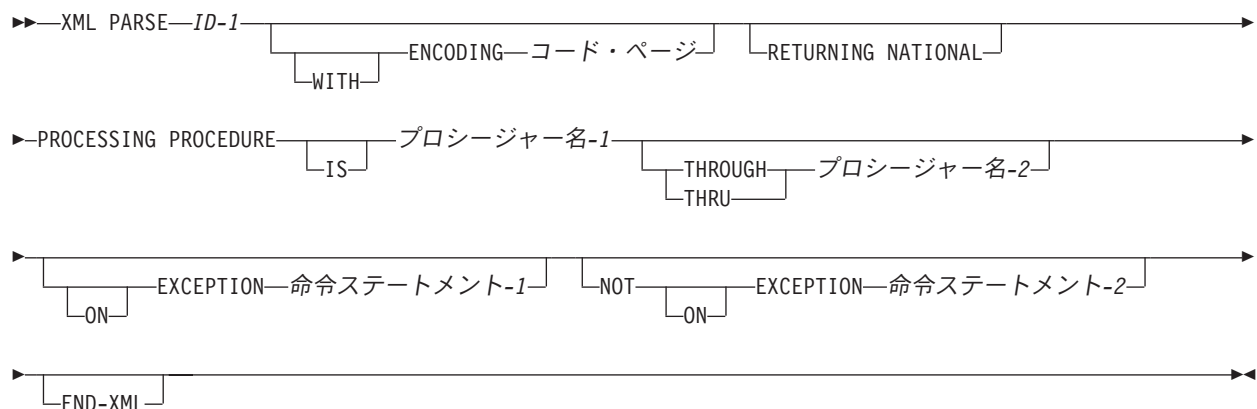 XML PARSE ID-1 ENCODING コード・ページ RETURNING NATIONAL
WITH
PROCESSING PROCEDURE プロシージャー名-1
IS THROUGH プロシージャー名-2
THRU
EXCEPTION 命令ステートメント-1 NOT EXCEPTION 命令ステートメント-2
ON ON
END-XML